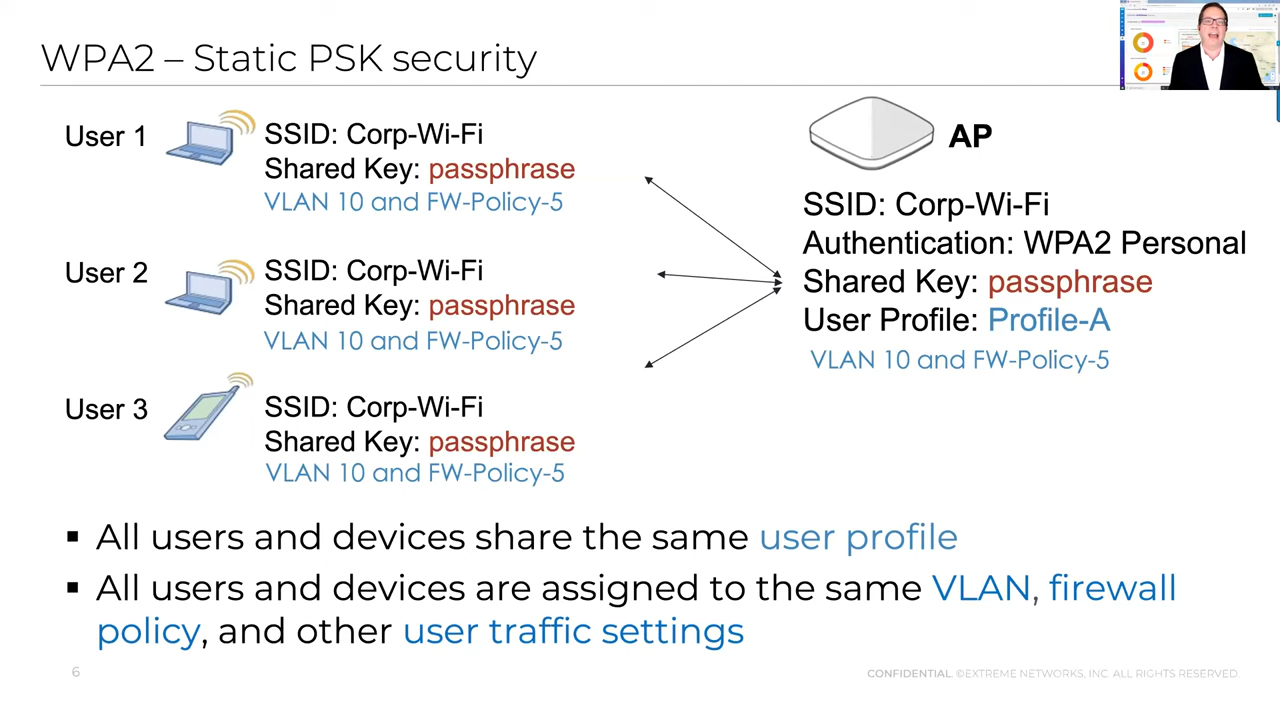 WPA2 – Static PSK security
User 1
SSID: Corp-Wi-Fi
Shared Key: passphrase
VLAN 10 and FW-Policy-5
User 2
SSID: Corp-Wi-Fi
Shared Key: passphrase
VLAN 10 and FW-Policy-5
User 3
SSID: Corp-Wi-Fi
Shared Key: passphrase
VLAN 10 and FW-Policy-5
AP
SSID: Corp-Wi-Fi
Authentication: WPA2 Personal
Shared Key: passphrase
User Profile: Profile-A
VLAN 10 and FW-Policy-5
▪ All users and devices share the same user profile
▪ All users and devices are assigned to the same VLAN, firewall
policy, and other user traffic settings
6
CONFIDENTIAL. ©EXTREME NETWORKS, INC. ALL RIGHTS RESERVED.